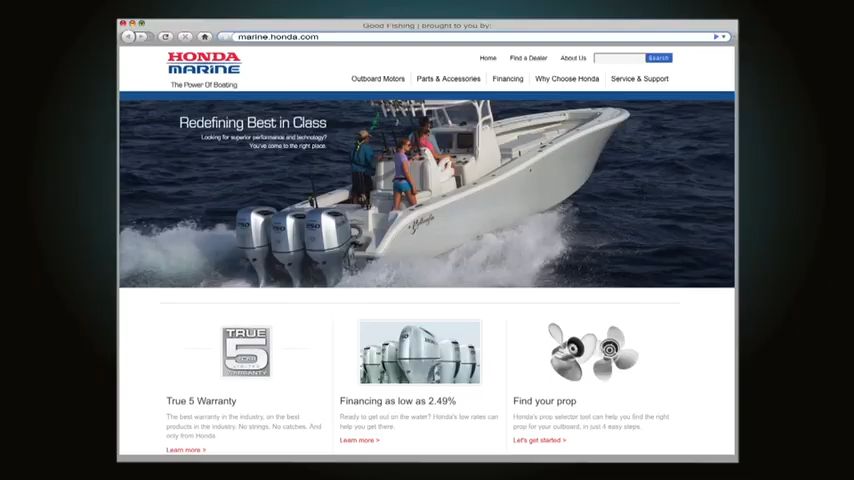 Good Fishing | brought to you by:
marine.honda.com
HONDA
MARINE
The Power Of Boating
Home
Find a Dealer
About Us
Search
Outboard Motors
Parts & Accessories
Financing
Why Choose Honda
Service & Support
Redefining Best in Class
Looking for superior performance and technology?
You've come to the right place.
250
250
250
TRUE
5
YEAR
LIMITED
WARRANTY
True 5 Warranty
The best warranty in the industry, on the best
products in the industry. No strings. No catches. And
only from Honda.
Learn more >
Financing as low as 2.49%
Ready to get out on the water? Honda's low rates can
help you get there.
Learn more >
Find your prop
Honda's prop selector tool can help you find the right
prop for your outboard, in just 4 easy steps.
Let's get started >